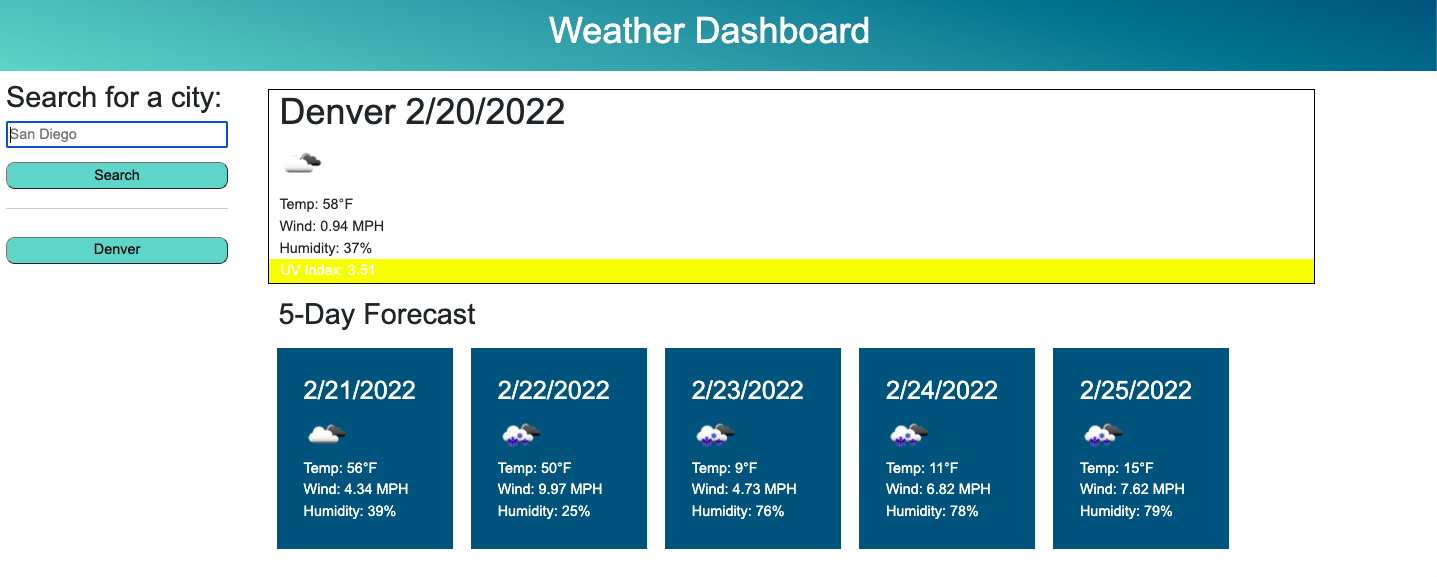 Weather Dashboard
Search for a city:
San Diego
Search
Denver
Denver 2/20/2022
Temp: 58°F
Wind: 0.94 MPH
Humidity: 37%
UV Index: 3.51
5-Day Forecast
2/21/2022
Temp: 56°F
Wind: 4.34 MPH
Humidity: 39%
2/22/2022
Temp: 50°F
Wind: 9.97 MPH
Humidity: 25%
2/23/2022
Temp: 9°F
Wind: 4.73 MPH
Humidity: 76%
2/24/2022
Temp: 11°F
Wind: 6.82 MPH
Humidity: 78%
2/25/2022
Temp: 15°F
Wind: 7.62 MPH
Humidity: 79%